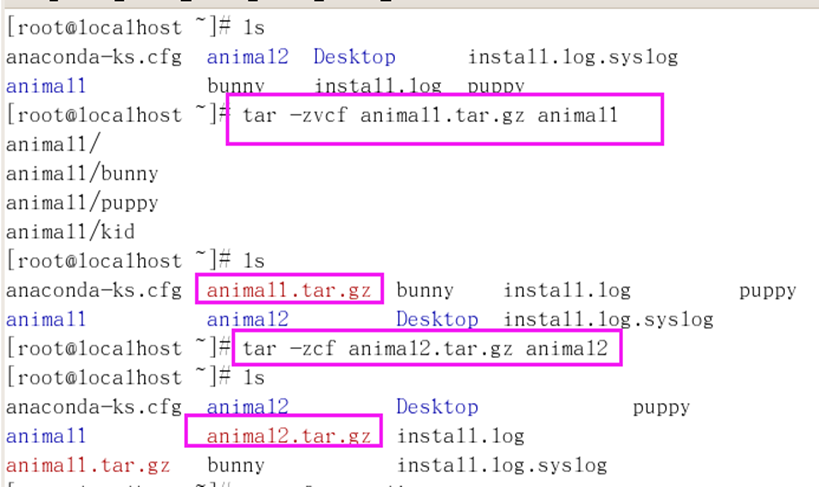 [root@localhost ~]# ls
anaconda-ks.cfg animal2 Desktop install.log.syslog
animal1 bunny install.log puppy
[root@localhost ~]# tar -zvcf animal1.tar.gz animal1
animal1/
animal1/bunny
animal1/puppy
animal1/kid
[root@localhost ~]# ls
anaconda-ks.cfg animal1.tar.gz bunny install.log puppy
animal1 animal2 Desktop install.log.syslog
[root@localhost ~]# tar -zcf animal2.tar.gz animal2
[root@localhost ~]# ls
anaconda-ks.cfg animal2 Desktop puppy
animal1 animal2.tar.gz install.log
animal1.tar.gz bunny install.log.syslog